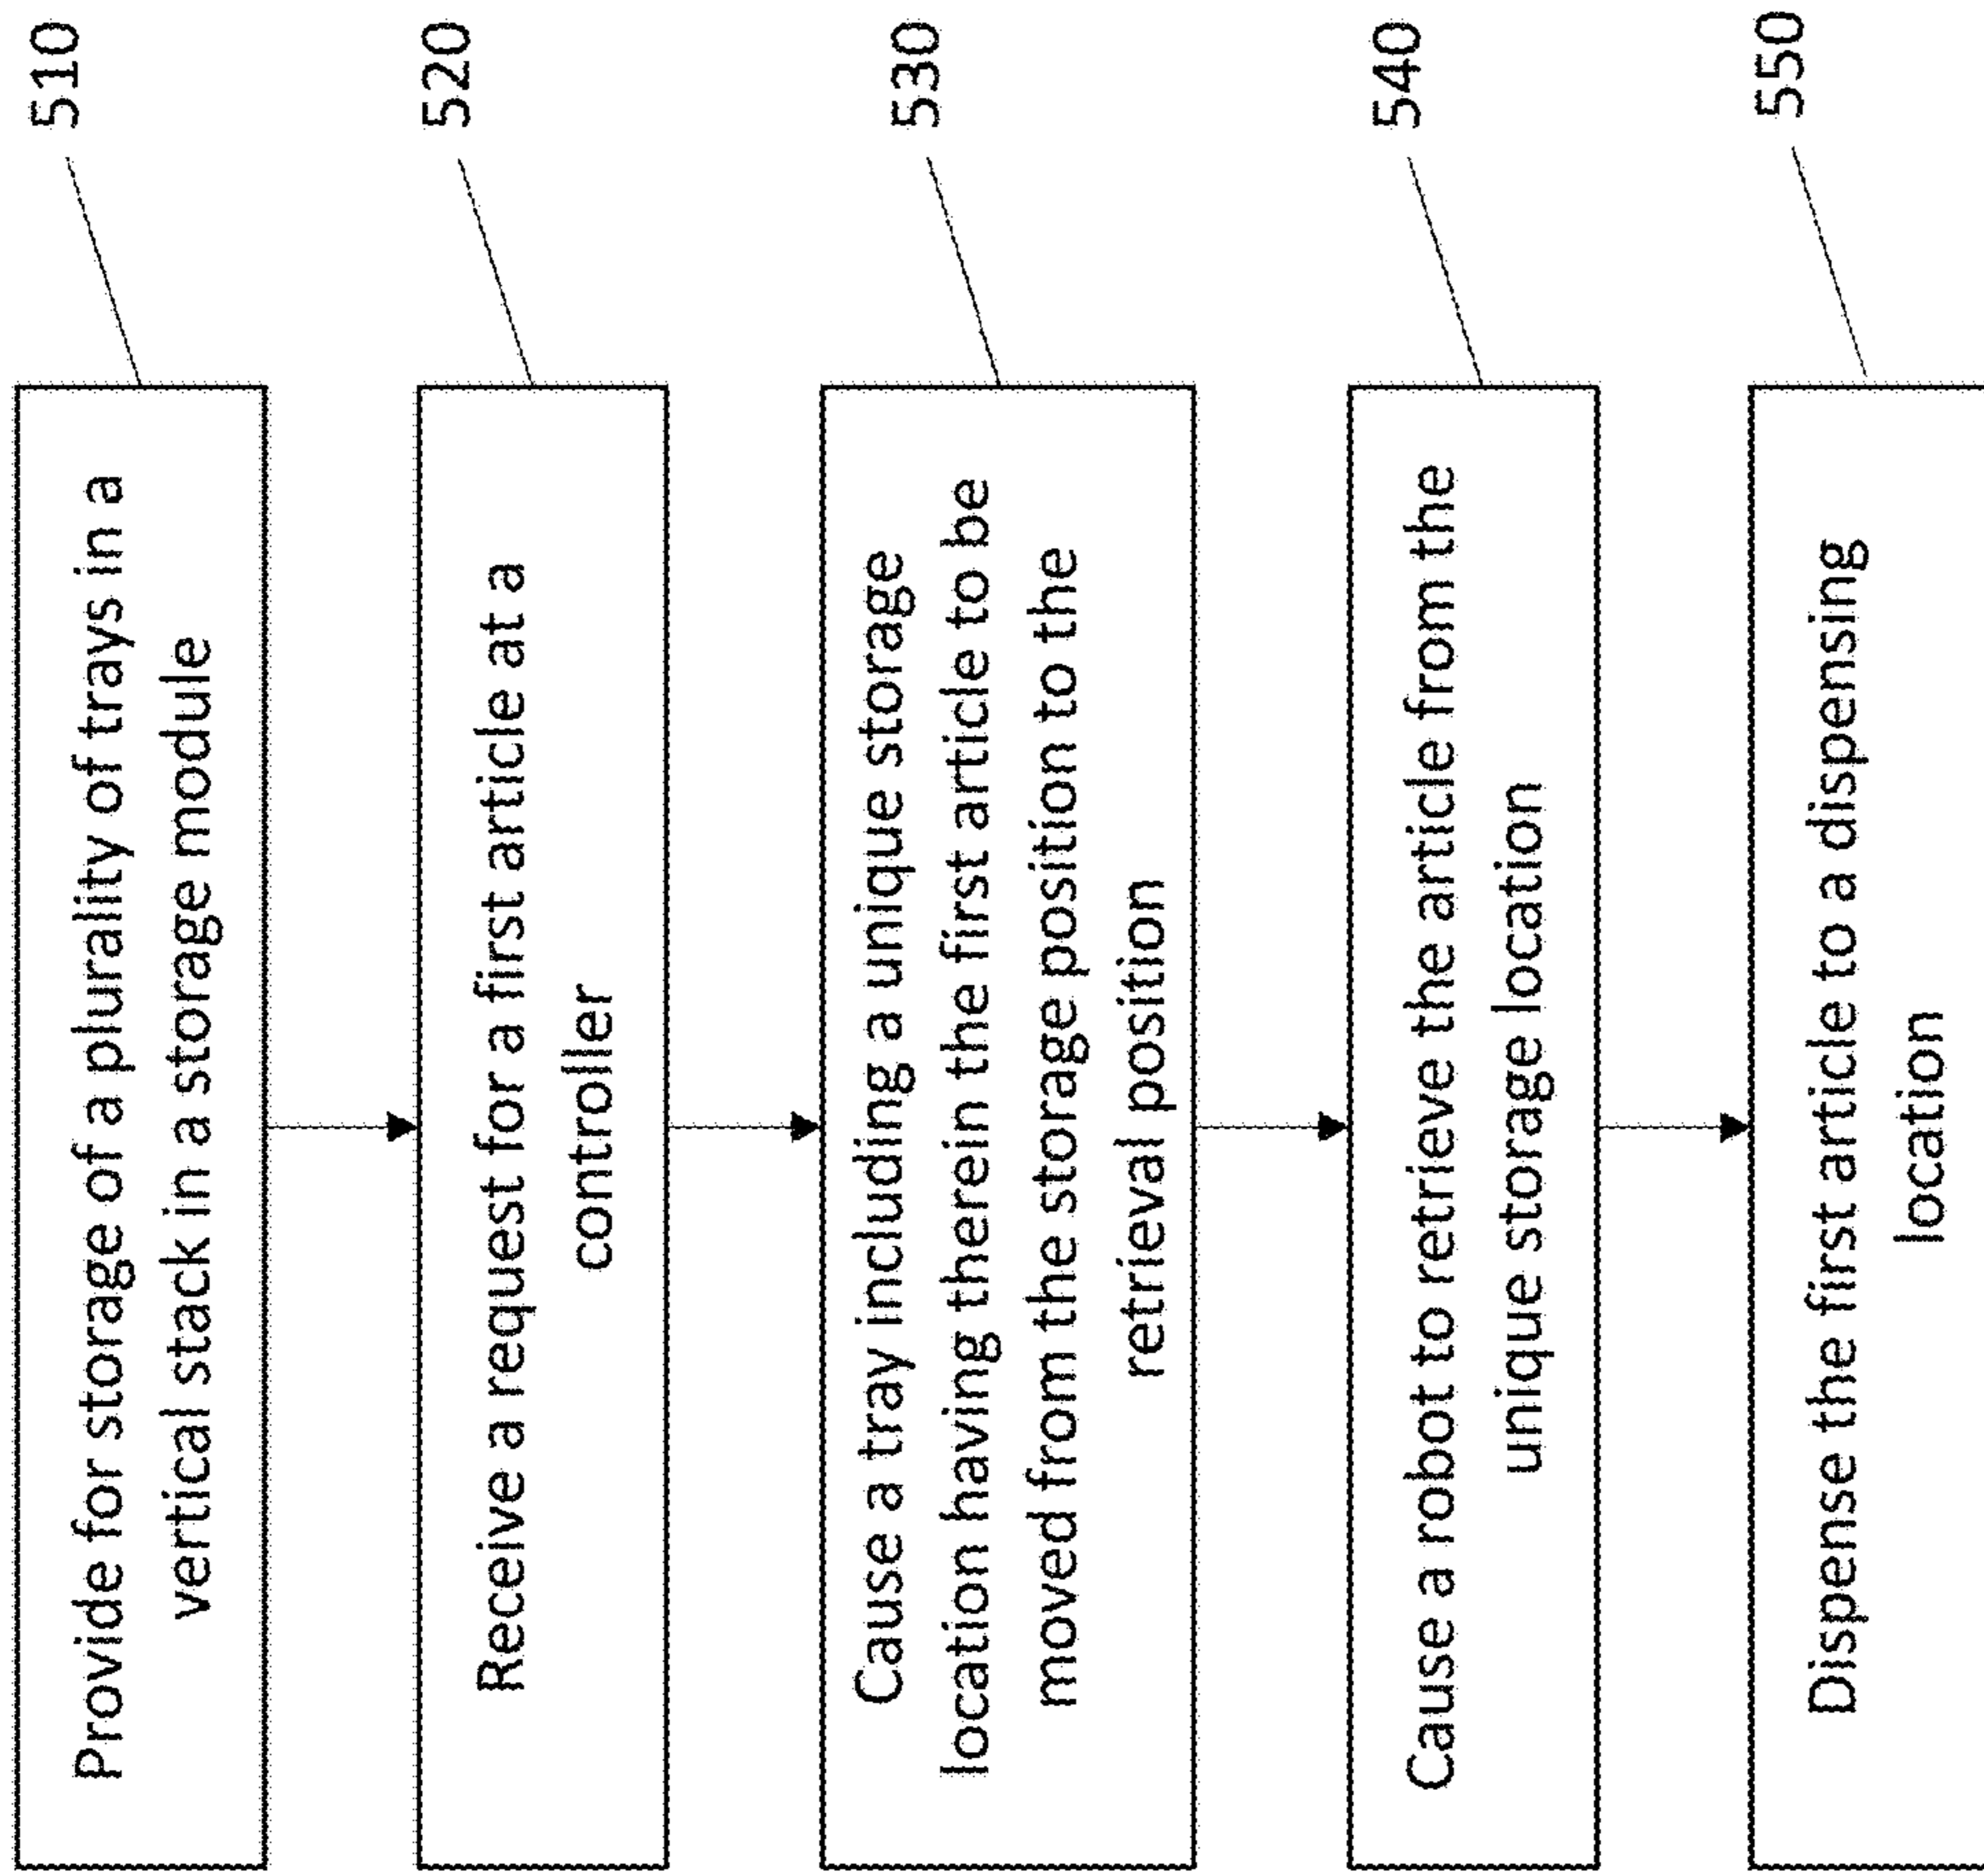 Provide for storage of a plurality of trays in a
vertical stack in a storage module
510
Receive a request for a first article at a
controller
520
Cause a tray including a unique storage
location having therein the first article to be
moved from the storage position to the
retrieval position
530
Cause a robot to retrieve the article from the
unique storage location
540
Dispense the first article to a dispensing
location
550